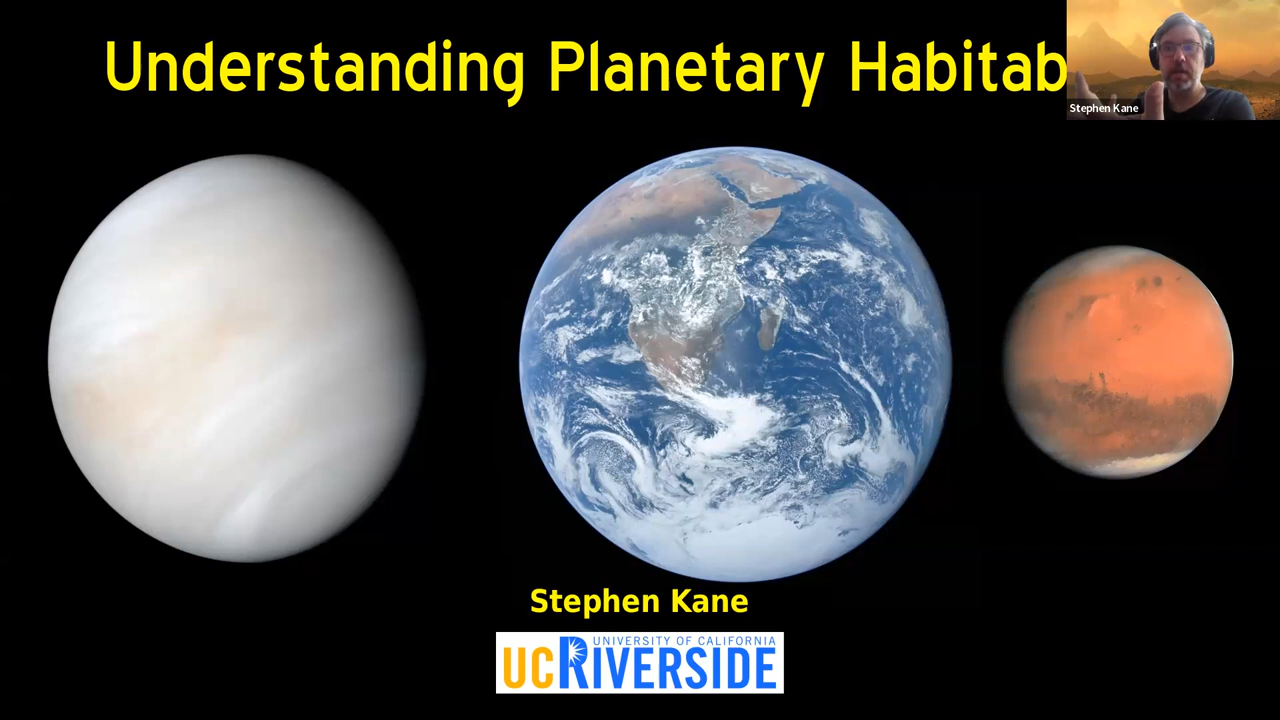 Understanding Planetary Habitab
Stephen Kane
Stephen Kane
UNIVERSITY OF CALIFORNIA
UCRIVERSIDE